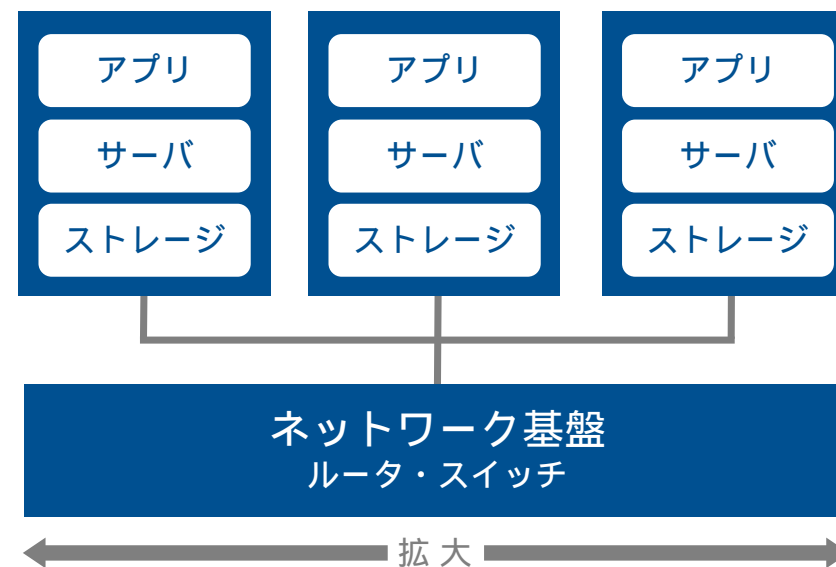 アプリ
サーバ
ストレージ
アプリ
サーバ
ストレージ
アプリ
サーバ
ストレージ
ネットワーク基盤
ルータ・スイッチ
拡大